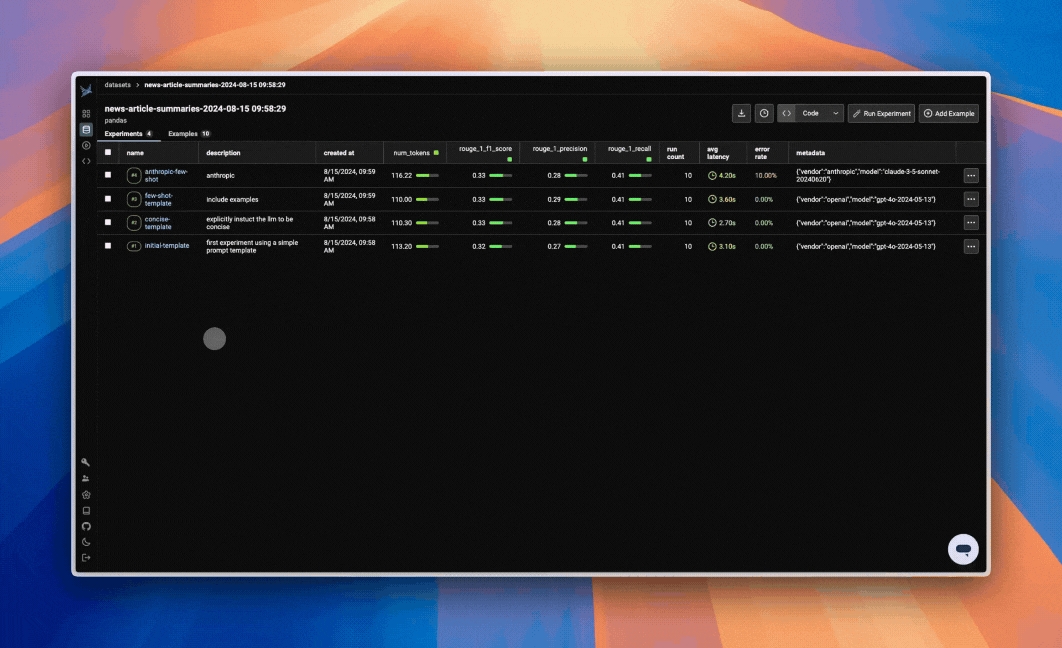 datasets > news-article-summaries-2024-08-15 09:58:29
news-article-summaries-2024-08-15 09:58:29
pandas
Code
Run Experiment
Add Example
Experiments 4 Examples 10
name description created at num_tokens rouge_1_f1_score rouge_1_precision rouge_1_recall run count avg latency error rate metadata
#4 anthropic-few-shot anthropic 8/15/2024, 09:59 AM 116.22 0.33 0.28 0.41 10 4.20s 10.00% {"vendor":"anthropic","model":"claude-3-5-sonnet-20240620"}
#3 few-shot-template include examples 8/15/2024, 09:59 AM 110.00 0.33 0.29 0.41 10 3.60s 0.00% {"vendor":"openai","model":"gpt-4o-2024-05-13"}
#2 concise-template explicitly instuct the llm to be concise 8/15/2024, 09:58 AM 110.30 0.33 0.28 0.41 10 2.70s 0.00% {"vendor":"openai","model":"gpt-4o-2024-05-13"}
#1 initial-template first experiment using a simple prompt template 8/15/2024, 09:58 AM 113.20 0.32 0.27 0.41 10 3.10s 0.00% {"vendor":"openai","model":"gpt-4o-2024-05-13"}